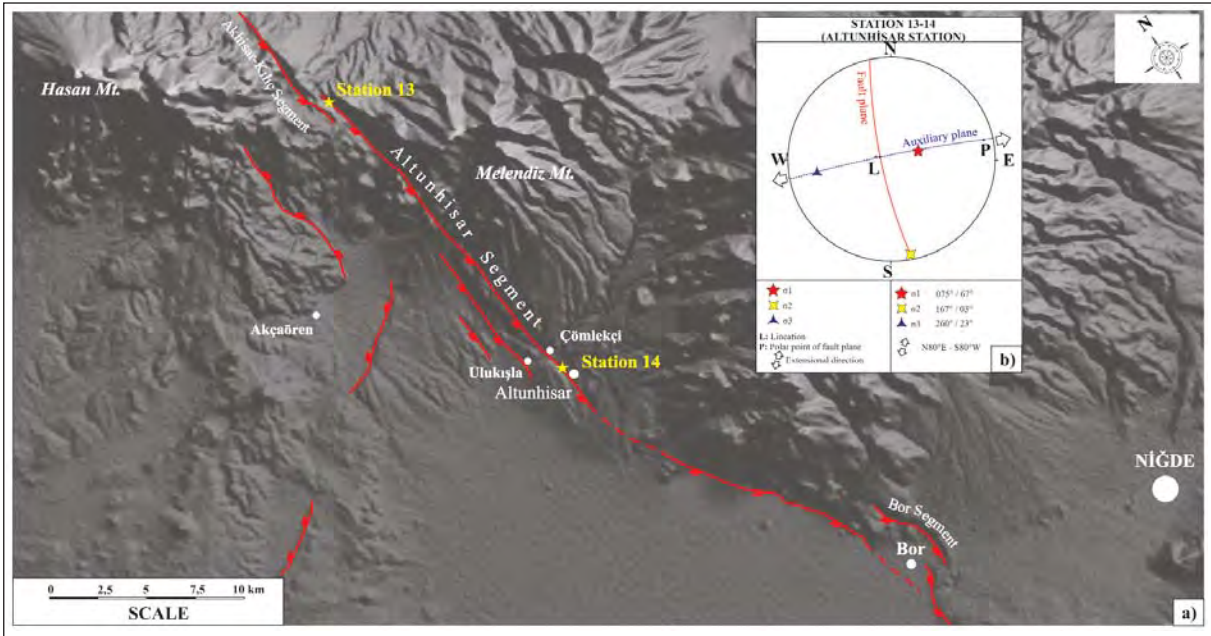 Hasan Mt.
Akhisar-Kılıç Segment
Station 13
Altunhisar Segment
Melendiz Mt.
Akçaören
Çömlekçi
Station 14
Ulukışla
Altunhisar
NİĞDE
Bor Segment
Bor
0 2,5 5 7,5 10 km
SCALE
a)
N
STATION 13-14
(ALTUNHİSAR STATION)
N
Fault plane
Auxiliary plane
P
W
E
L
S
σ1
σ2
σ3
L: Lineation
P: Polar point of fault plane
Extensional direction
σ1 075° / 67°
σ2 167° / 03°
σ3 260° / 23°
N80°E - S80°W
b)